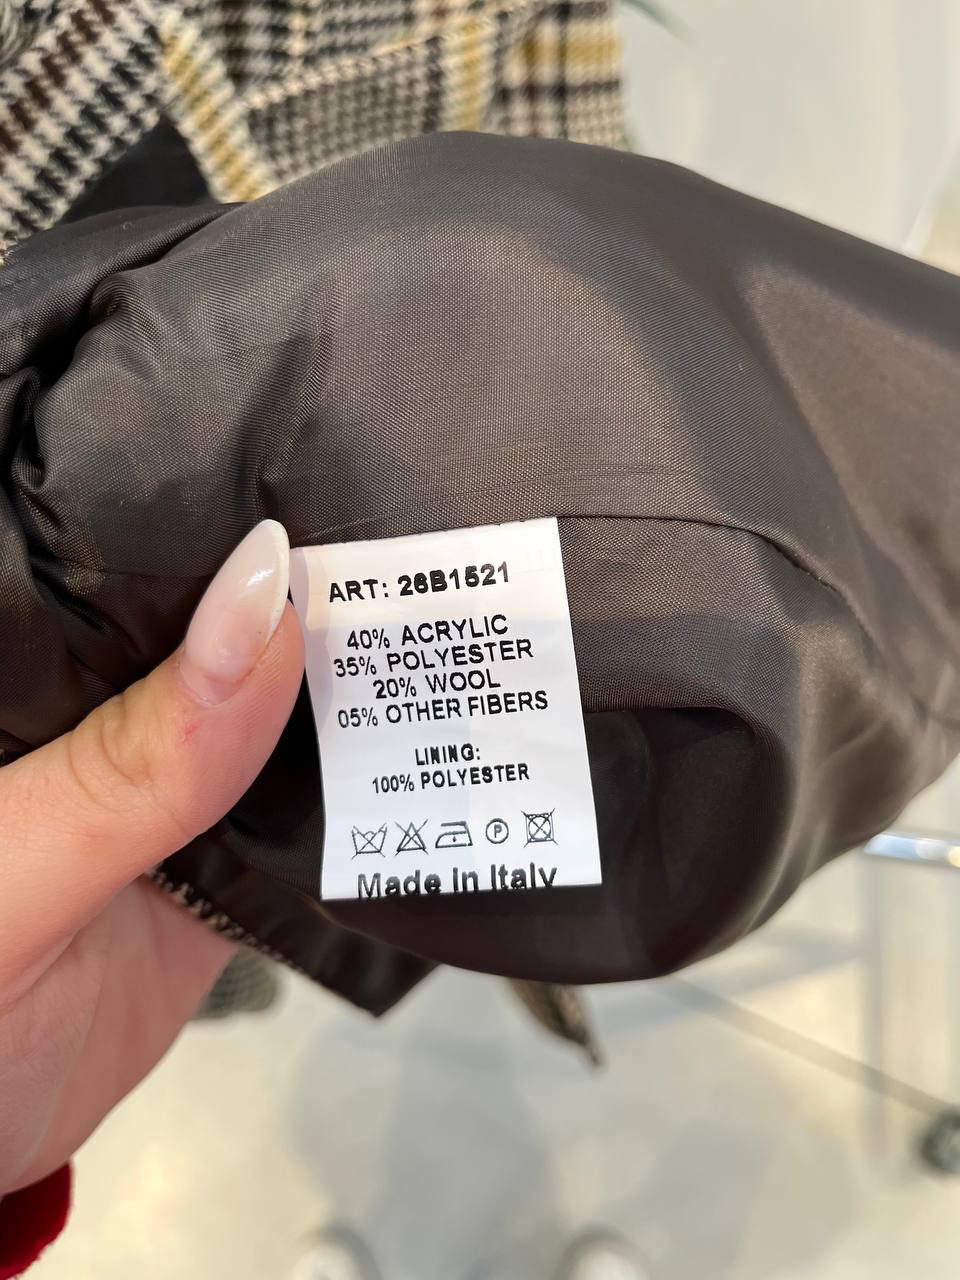 ART: 26B1521
40% ACRYLIC
35% POLYESTER
20% WOOL
05% OTHER FIBERS
LINING:
100% POLYESTER
P
Made in Italy